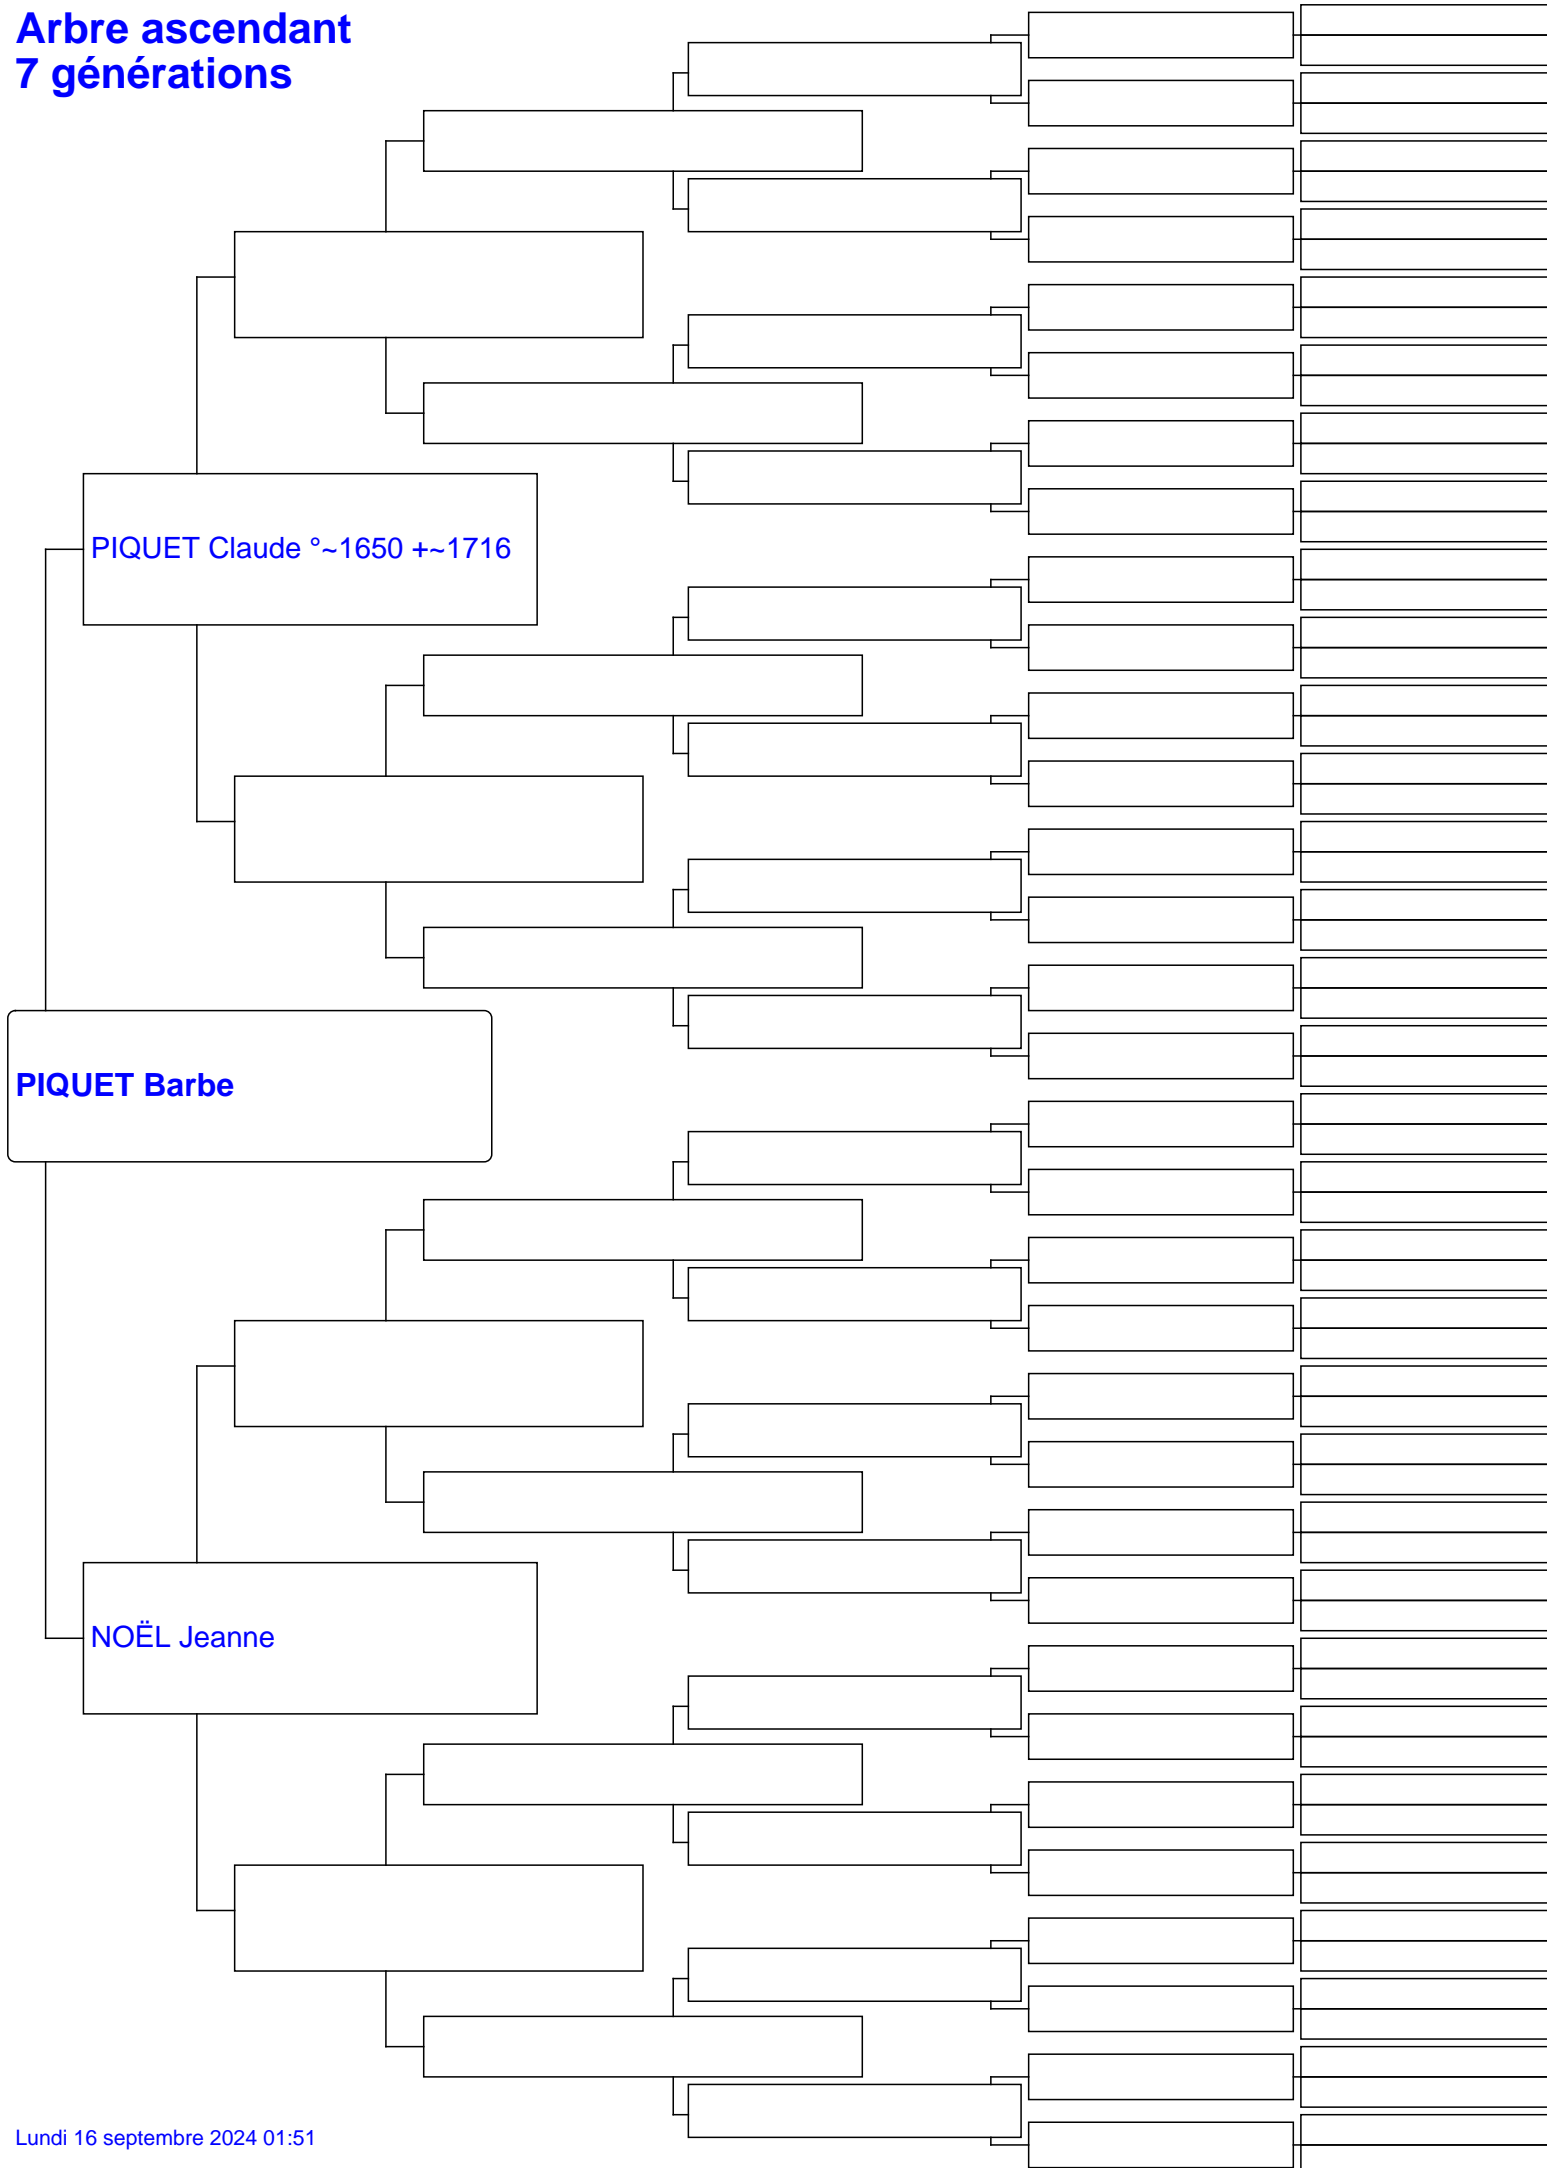 Arbre ascendant
7 générations
PIQUET Claude °~1650 +~1716
PIQUET Barbe
NOËL Jeanne
Lundi 16 septembre 2024 01:51